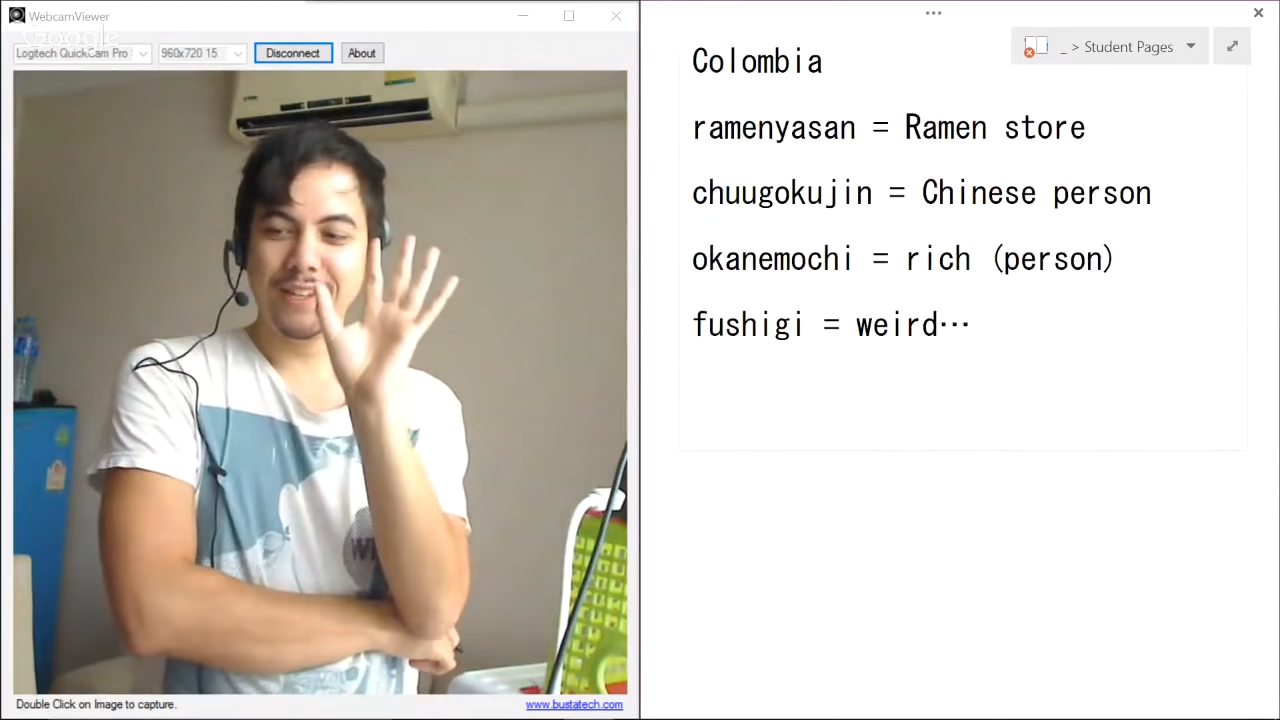 WebcamViewer
Google
Logitech QuickCam Pro
960x720 15
Disconnect
About
Double Click on Image to capture.
www.bustatech.com
_ > Student Pages
Colombia
ramenyasan = Ramen store
chuugokujin = Chinese person
okanemochi = rich (person)
fushigi = weird…